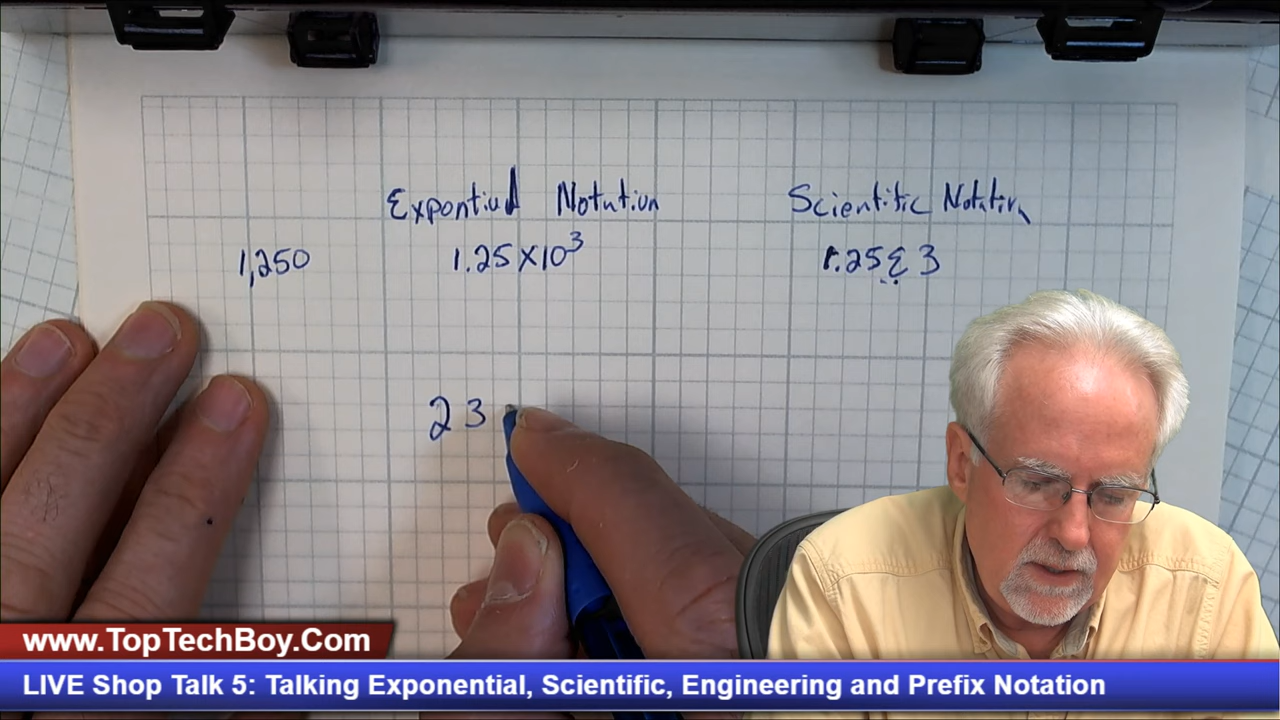 Expontial Notation Scientific Notation
1,250 1.25×10³ 1.25E3
23
www.TopTechBoy.Com
LIVE Shop Talk 5: Talking Exponential, Scientific, Engineering and Prefix Notation